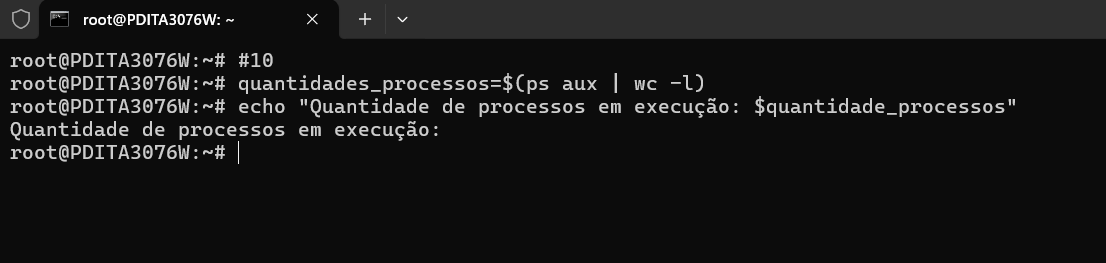 root@PDITA3076W: ~
root@PDITA3076W:~# #10
root@PDITA3076W:~# quantidades_processos=$(ps aux | wc -l)
root@PDITA3076W:~# echo "Quantidade de processos em execução: $quantidade_processos"
Quantidade de processos em execução:
root@PDITA3076W:~#